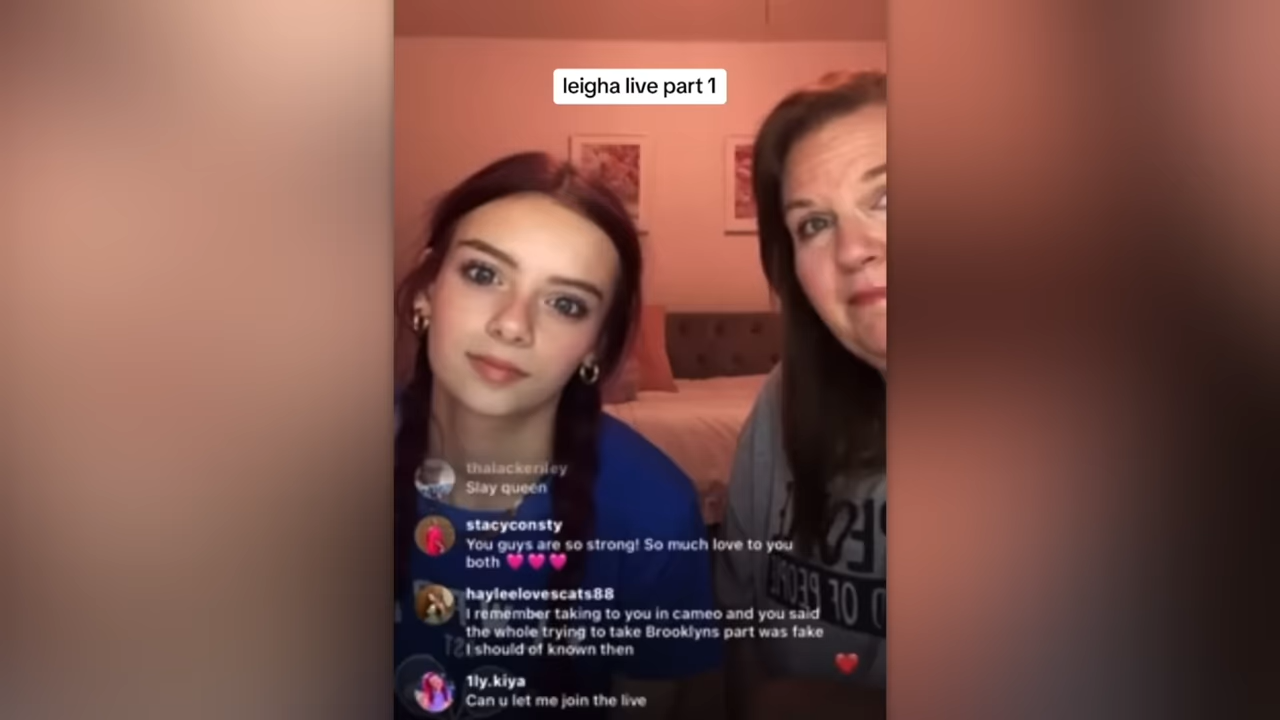 leigha live part 1
thalackeriley
Slay queen
stacyconsty
You guys are so strong! So much love to you
both 💗💗💗
hayleelovescats88
I remember taking to you in cameo and you said
the whole trying to take Brooklyns part was fake
I should of known then
1ly.kiya
Can u let me join the live